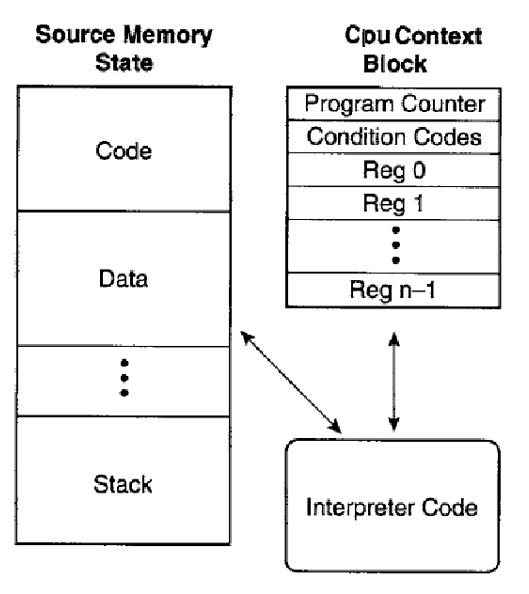 Source Memory
State
Code
Data
Stack
Cpu Context
Block
Program Counter
Condition Codes
Reg 0
Reg 1
Reg n–1
Interpreter Code